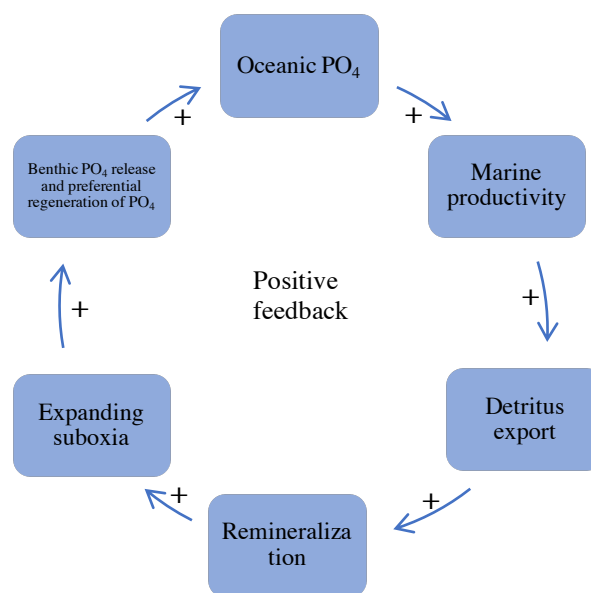 Oceanic PO₄
+
+
Marine
productivity
Benthic PO₄ release
and preferential
regeneration of PO₄
Positive
feedback
+
+
Detritus
export
Expanding
suboxia
+
+
Remineraliza
tion